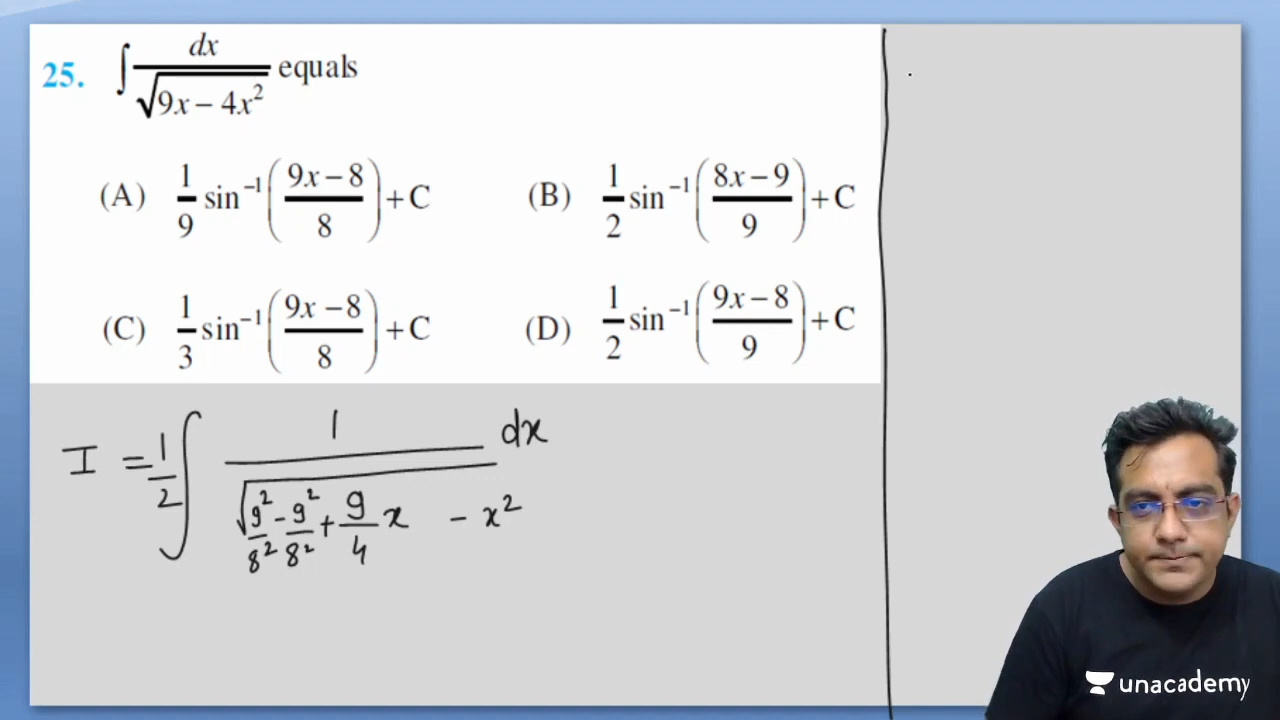 25. ∫ dx / √(9x – 4x²) equals
(A) 1/9 sin⁻¹ ((9x – 8)/8) + C
(B) 1/2 sin⁻¹ ((8x – 9)/9) + C
(C) 1/3 sin⁻¹ ((9x – 8)/8) + C
(D) 1/2 sin⁻¹ ((9x – 8)/9) + C
I = 1/2 ∫ 1 / √(9²/8² - 9²/8² + 9/4 x - x²) dx
unacademy